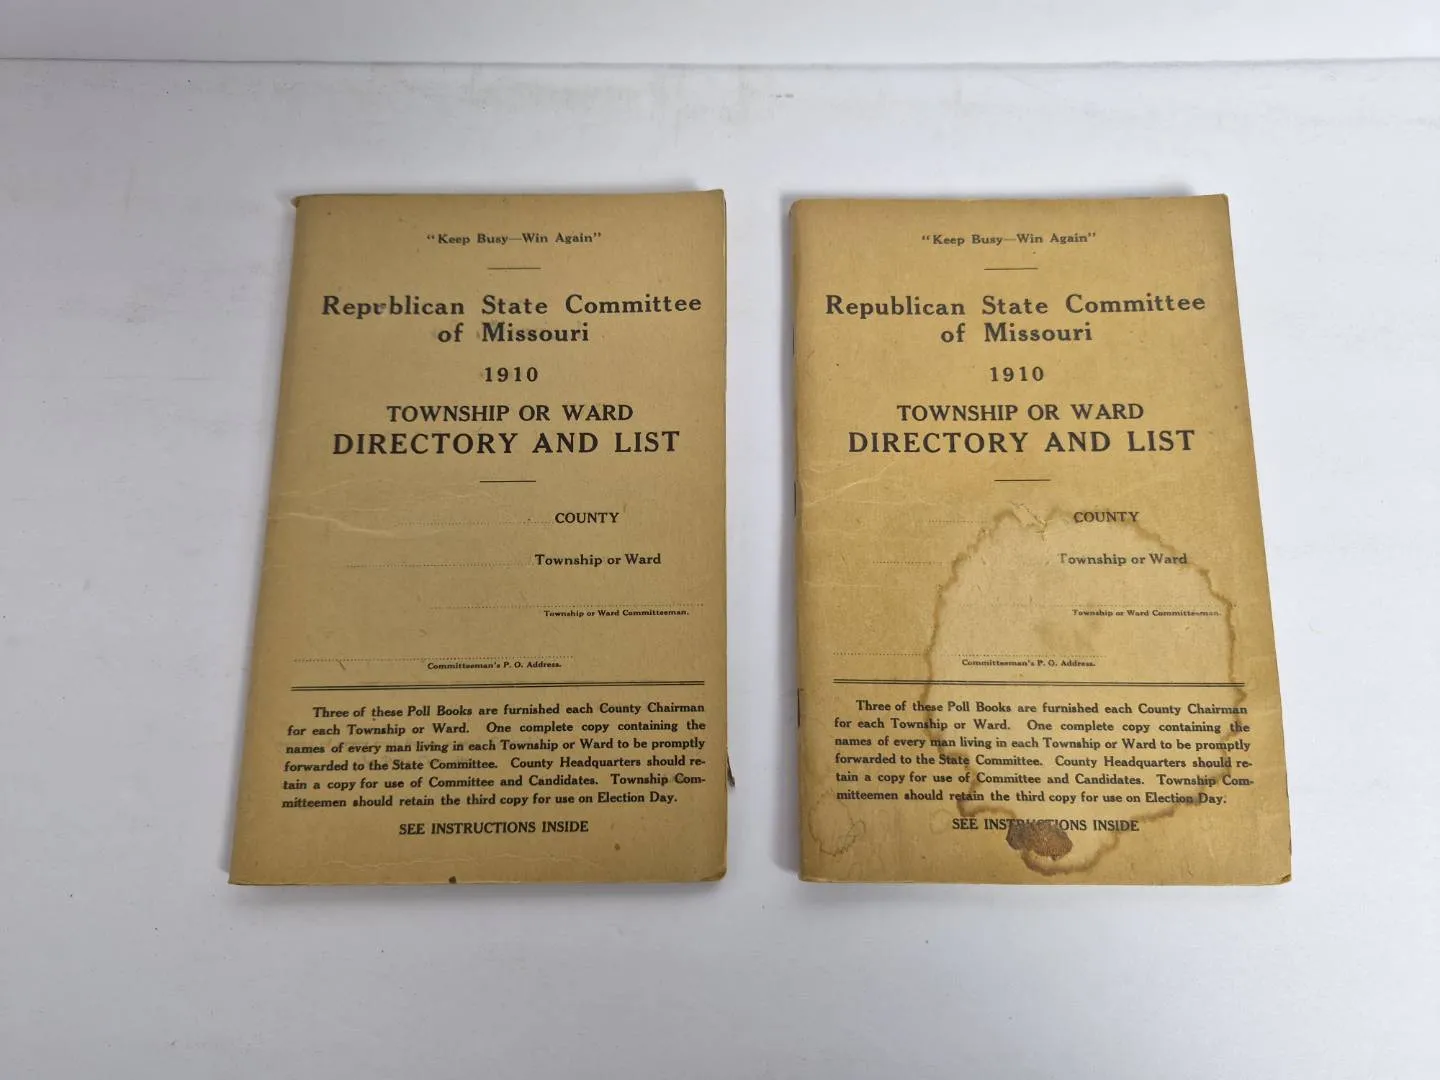 "Keep Busy—Win Again"
Republican State Committee
of Missouri
1910
TOWNSHIP OR WARD
DIRECTORY AND LIST
COUNTY
Township or Ward
Township or Ward Committeeman.
Committeeman's P. O. Address.
Three of these Poll Books are furnished each County Chairman
for each Township or Ward. One complete copy containing the
names of every man living in each Township or Ward to be promptly
forwarded to the State Committee. County Headquarters should re-
tain a copy for use of Committee and Candidates. Township Com-
mitteemen should retain the third copy for use on Election Day.
SEE INSTRUCTIONS INSIDE
"Keep Busy—Win Again"
Republican State Committee
of Missouri
1910
TOWNSHIP OR WARD
DIRECTORY AND LIST
COUNTY
Township or Ward
Township or Ward Committeeman.
Committeeman's P. O. Address.
Three of these Poll Books are furnished each County Chairman
for each Township or Ward. One complete copy containing the
names of every man living in each Township or Ward to be promptly
forwarded to the State Committee. County Headquarters should re-
tain a copy for use of Committee and Candidates. Township Com-
mitteemen should retain the third copy for use on Election Day.
SEE INSTRUCTIONS INSIDE